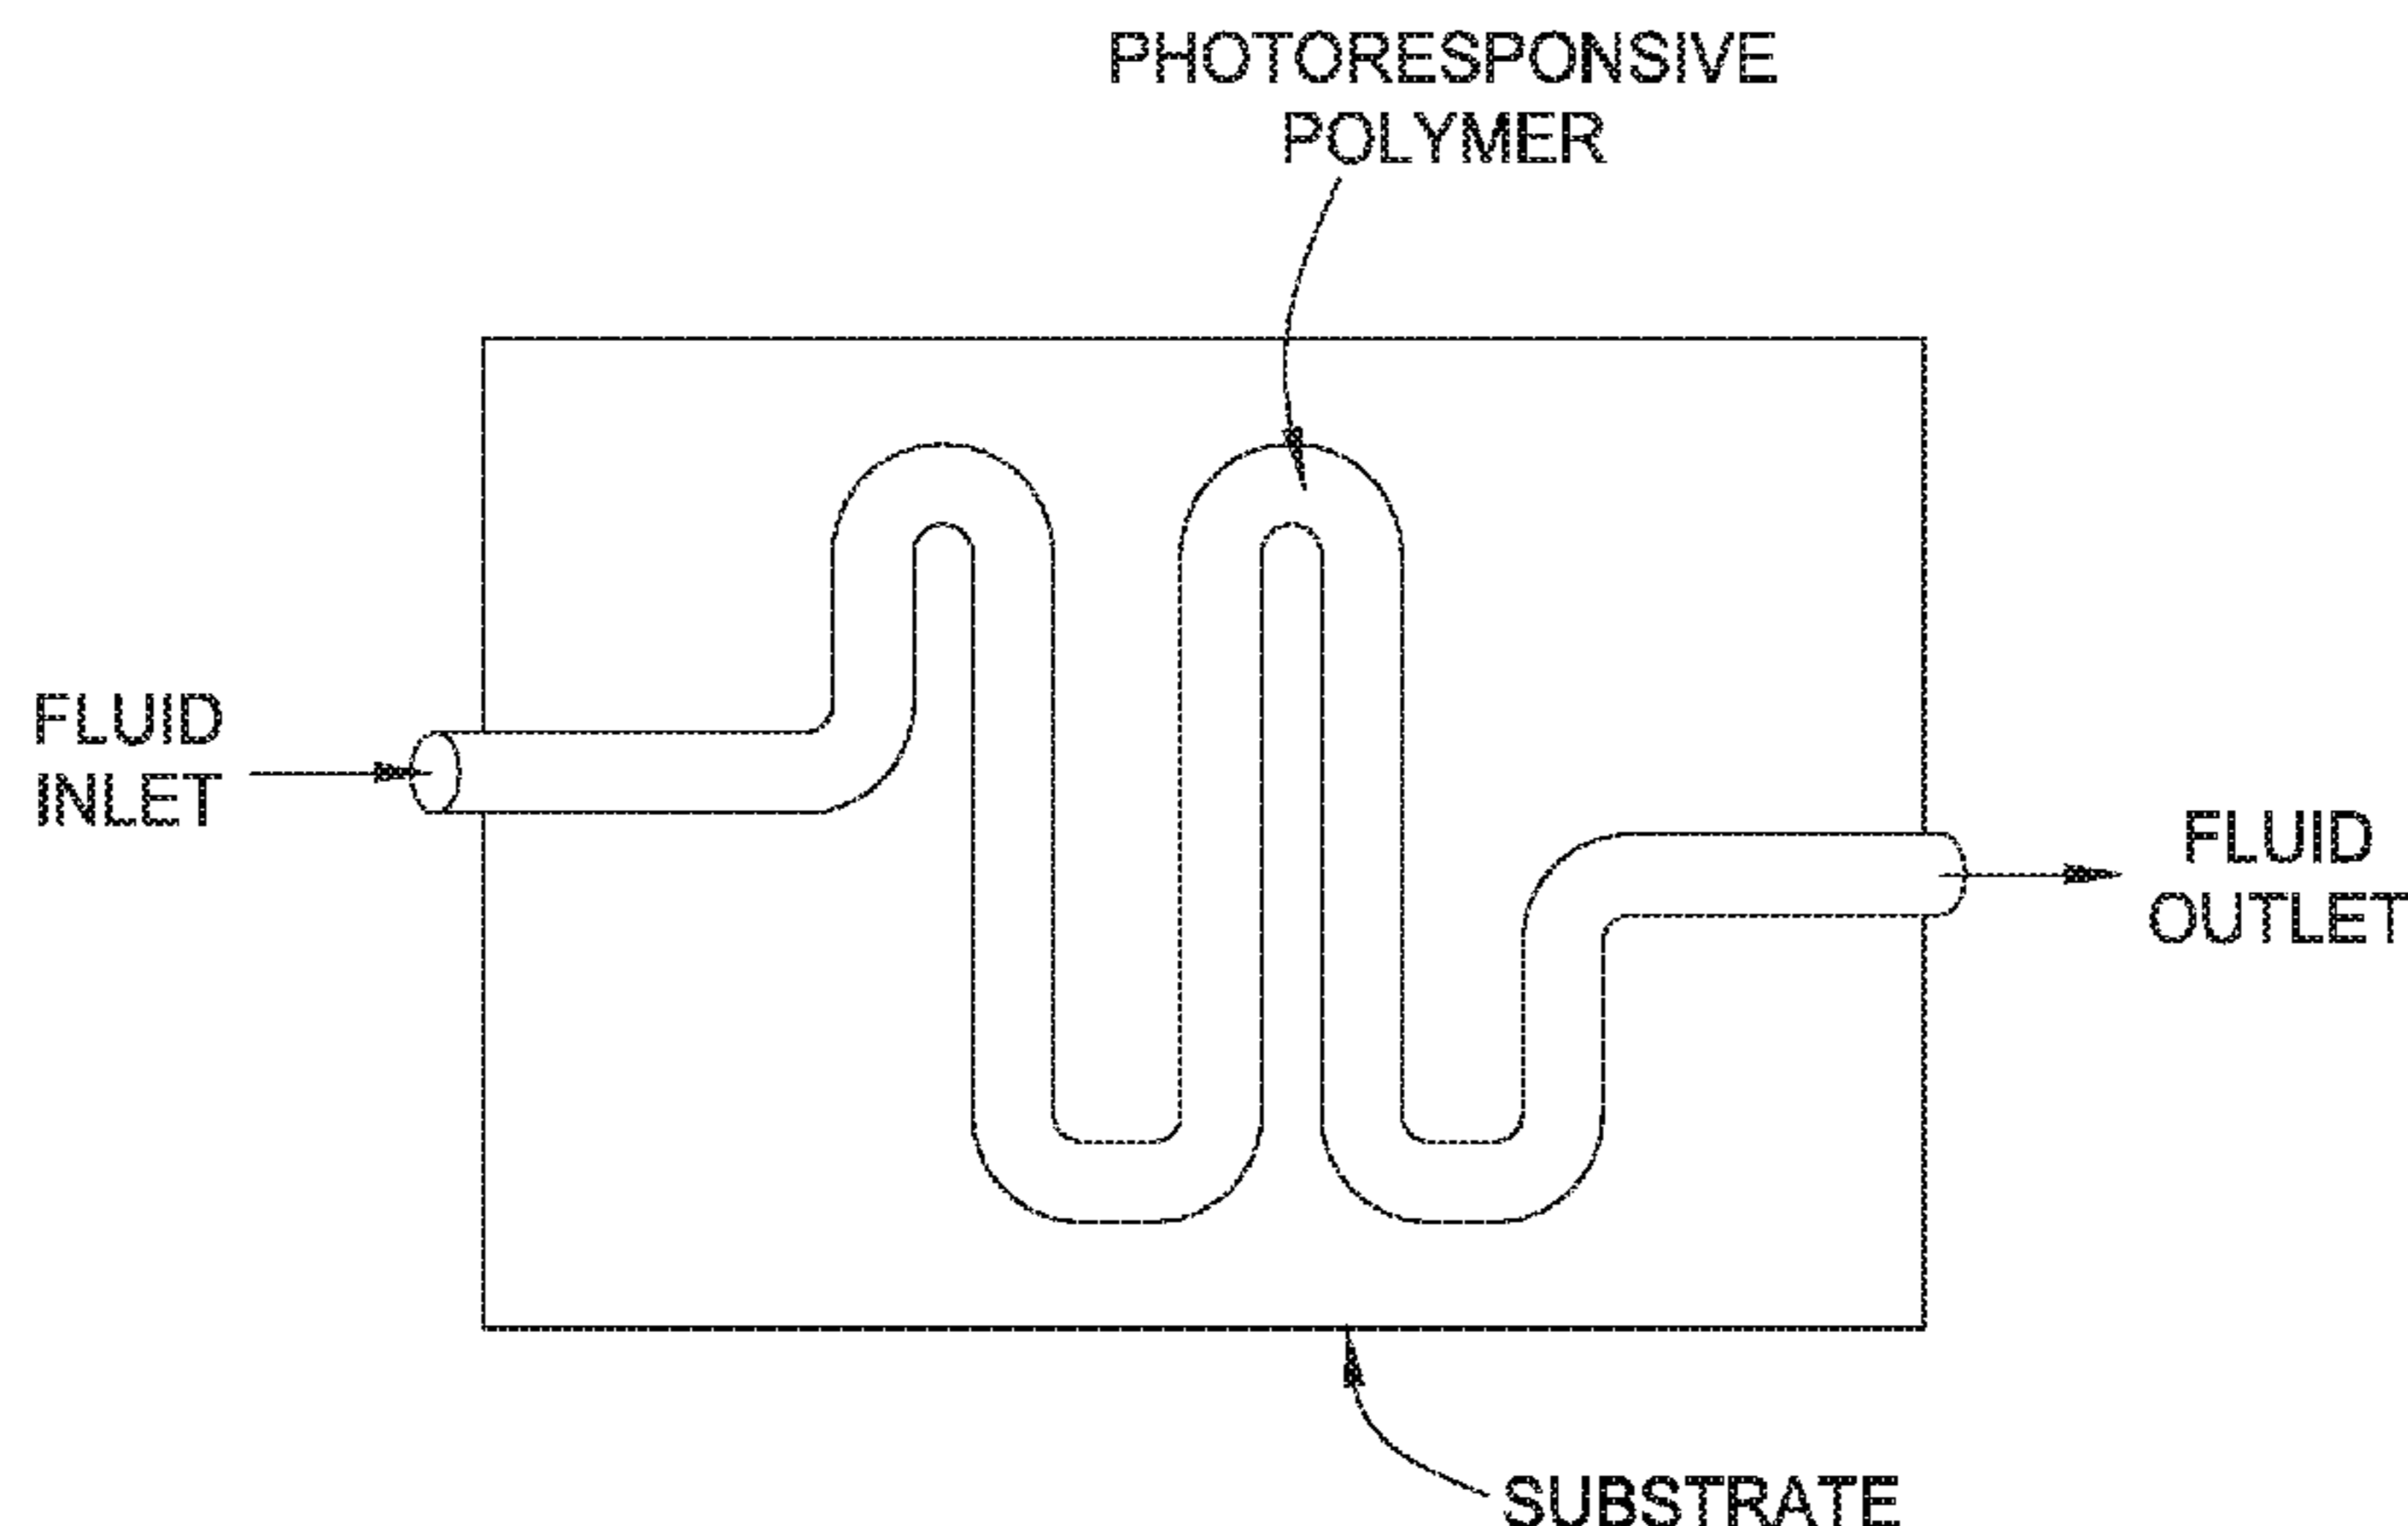 PHOTORESPONSIVE
POLYMER
FLUID
INLET
FLUID
OUTLET
SUBSTRATE